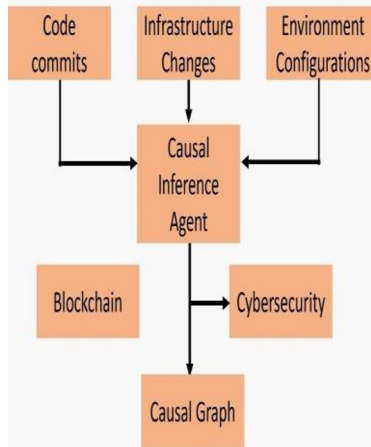 Code
commits
Infrastructure
Changes
Environment
Configurations
Causal
Inference
Agent
Blockchain
Cybersecurity
Causal Graph